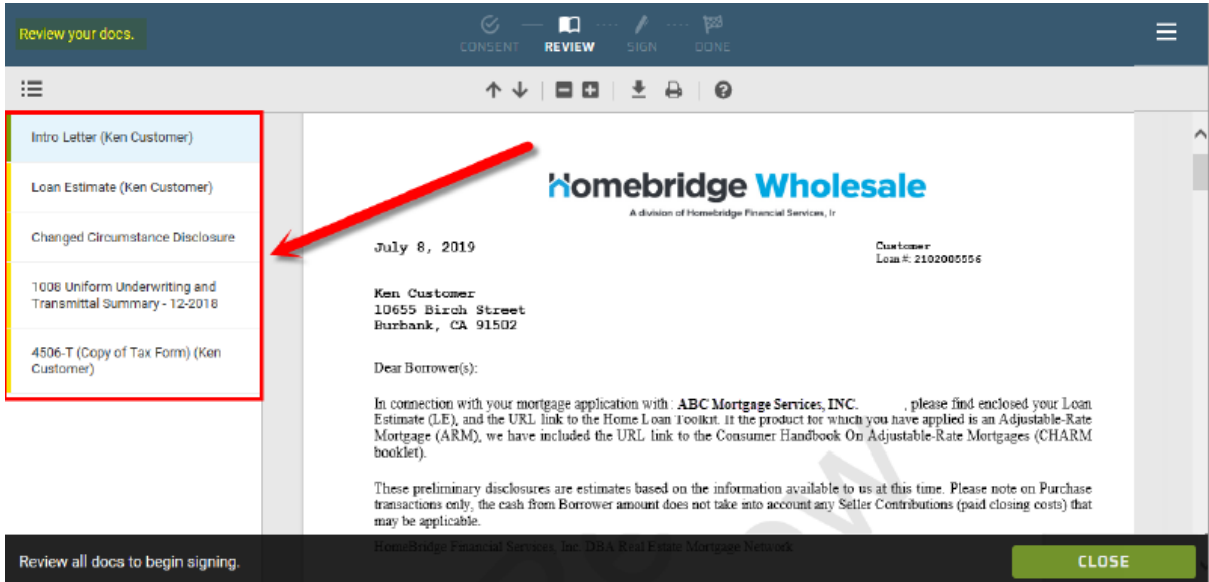 Review your docs.
CONSENT REVIEW SIGN DONE
Intro Letter (Ken Customer)
Loan Estimate (Ken Customer)
Changed Circumstance Disclosure
1008 Uniform Underwriting and
Transmittal Summary - 12-2018
4506-T (Copy of Tax Form) (Ken
Customer)
Homebridge Wholesale
A division of Homebridge Financial Services, Ir
July 8, 2019
Customer
Loan #: 2102005556
Ken Customer
10655 Birch Street
Burbank, CA 91502
Dear Borrower(s):
In connection with your mortgage application with : ABC Mortgage Services, INC. , please find enclosed your Loan
Estimate (LE), and the URL link to the Home Loan Toolkit. If the product for which you have applied is an Adjustable-Rate
Mortgage (ARM), we have included the URL link to the Consumer Handbook On Adjustable-Rate Mortgages (CHARM
booklet).
These preliminary disclosures are estimates based on the information available to us at this time. Please note on Purchase
transactions only, the cash from Borrower amount does not take into account any Seller Contributions (paid closing costs) that
may be applicable.
HomeBridge Financial Services, Inc. DBA Real Estate Mortgage Network
Review all docs to begin signing.
CLOSE